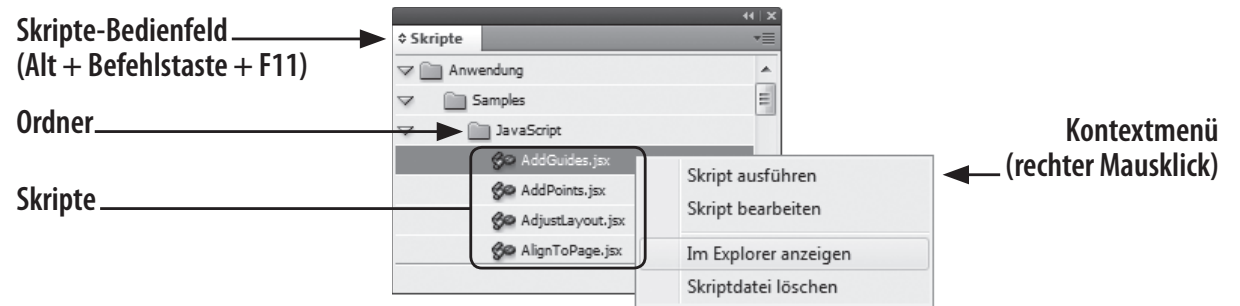 Skripte-Bedienfeld
(Alt + Befehlstaste + F11)
Ordner
Skripte
Skripte
Anwendung
Samples
JavaScript
AddGuides.jsx
AddPoints.jsx
AdjustLayout.jsx
AlignToPage.jsx
Skript ausführen
Skript bearbeiten
Im Explorer anzeigen
Skriptdatei löschen
Kontextmenü
(rechter Mausklick)